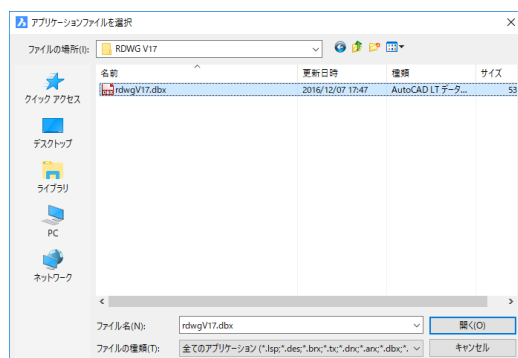 アプリケーションファイルを選択
ファイルの場所(I): RDWG V17
名前 更新日時 種類 サイズ
rdwgV17.dbx 2016/12/07 17:47 AutoCAD LT データ... 53
クイック アクセス
デスクトップ
ライブラリ
PC
ネットワーク
ファイル名(N): rdwgV17.dbx 開く(O)
ファイルの種類(T): 全てのアプリケーション (*.lsp;*.des;*.brx;*.tx;*.drx;*.arx;*.dbx;*. キャンセル